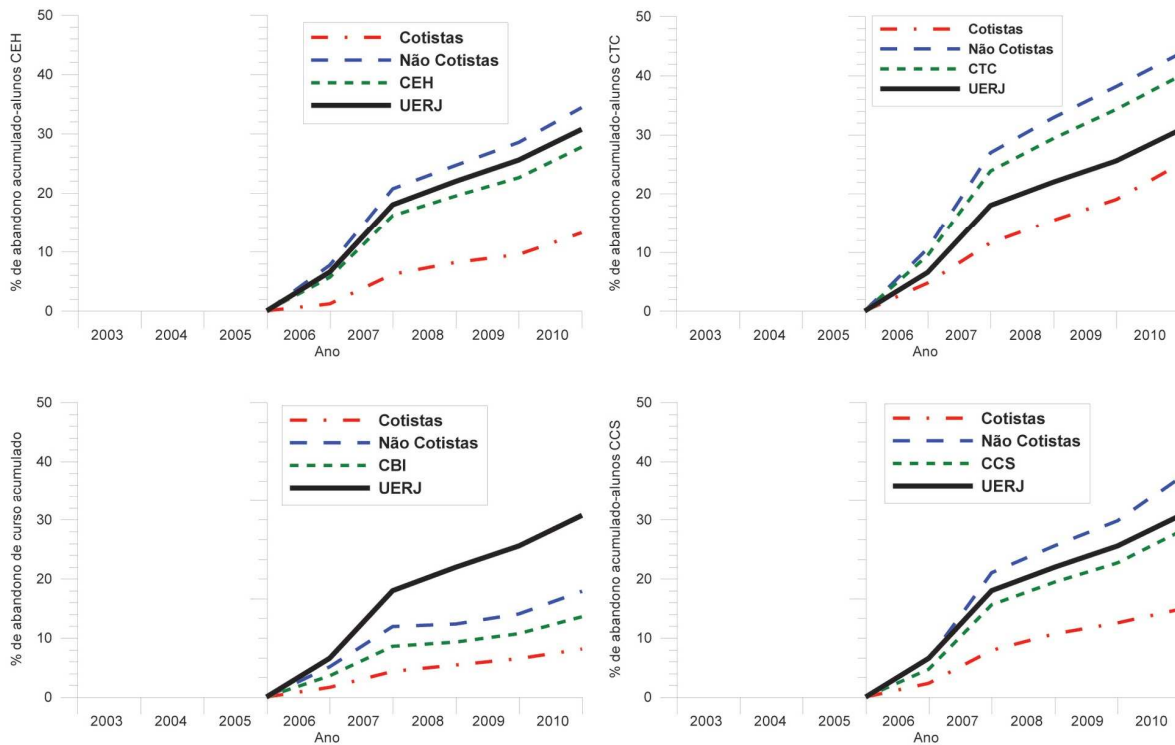 % de abandono acumulado-alunos CEH
50
40
30
20
10
0
Cotistas
Não Cotistas
CEH
UERJ
2003 2004 2005 2006 2007 2008 2009 2010
Ano
% de abandono acumulado-alunos CTC
50
40
30
20
10
0
Cotistas
Não Cotistas
CTC
UERJ
2003 2004 2005 2006 2007 2008 2009 2010
Ano
% de abandono de curso acumulado
50
40
30
20
10
0
Cotistas
Não Cotistas
CBI
UERJ
2003 2004 2005 2006 2007 2008 2009 2010
Ano
% de abandono acumulado-alunos CCS
50
40
30
20
10
0
Cotistas
Não Cotistas
CCS
UERJ
2003 2004 2005 2006 2007 2008 2009 2010
Ano